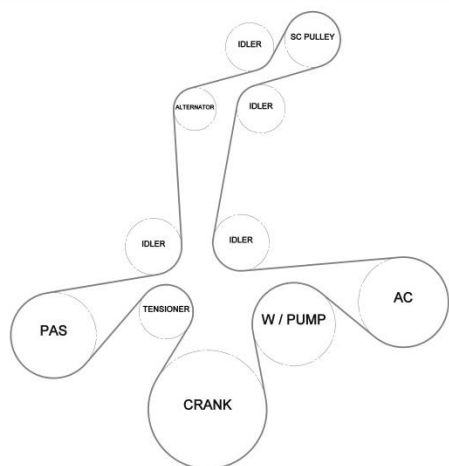 IDLER
SC PULLEY
ALTERNATOR
IDLER
IDLER
IDLER
AC
TENSIONER
W / PUMP
PAS
CRANK